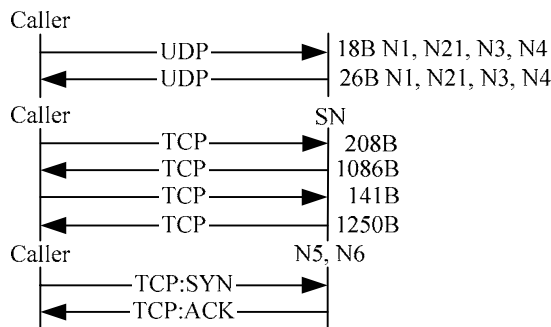 Caller
UDP 18B N1, N21, N3, N4
UDP 26B N1, N21, N3, N4
Caller SN
TCP 208B
TCP 1086B
TCP 141B
TCP 1250B
Caller N5, N6
TCP:SYN
TCP:ACK